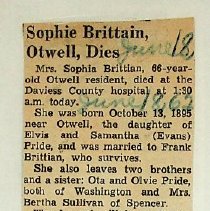 Sophie Brittain,
Otwell, Dies
June 18,
Mrs. Sophia Brittian, 66-year-
old Otwell resident, died at the
Daviess County hospital at 1:30
a.m. today. June 18 62
She was born October 13, 1895
near Otwell, the daughter of
Elvis and Samantha (Evans)
Pride, and was married to Frank
Brittian, who survives.
She also leaves two brothers
and a sister: Ota and Olvie Pride,
both of Washington and Mrs.
Bertha Sullivan of Spencer.